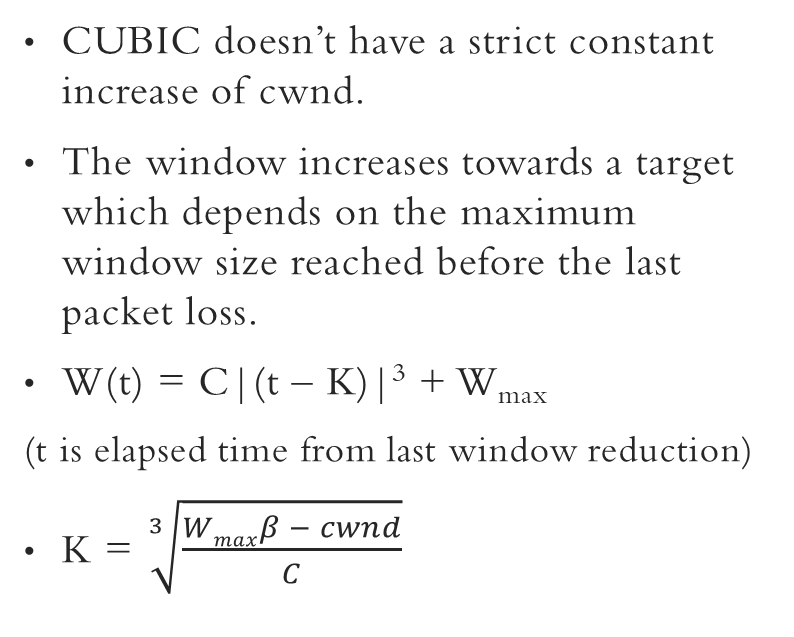 • CUBIC doesn’t have a strict constant
increase of cwnd.
• The window increases towards a target
which depends on the maximum
window size reached before the last
packet loss.
• W(t) = C|(t – K)|³ + Wmax
(t is elapsed time from last window reduction)
• K = ∛((Wmaxβ − cwnd)/C)